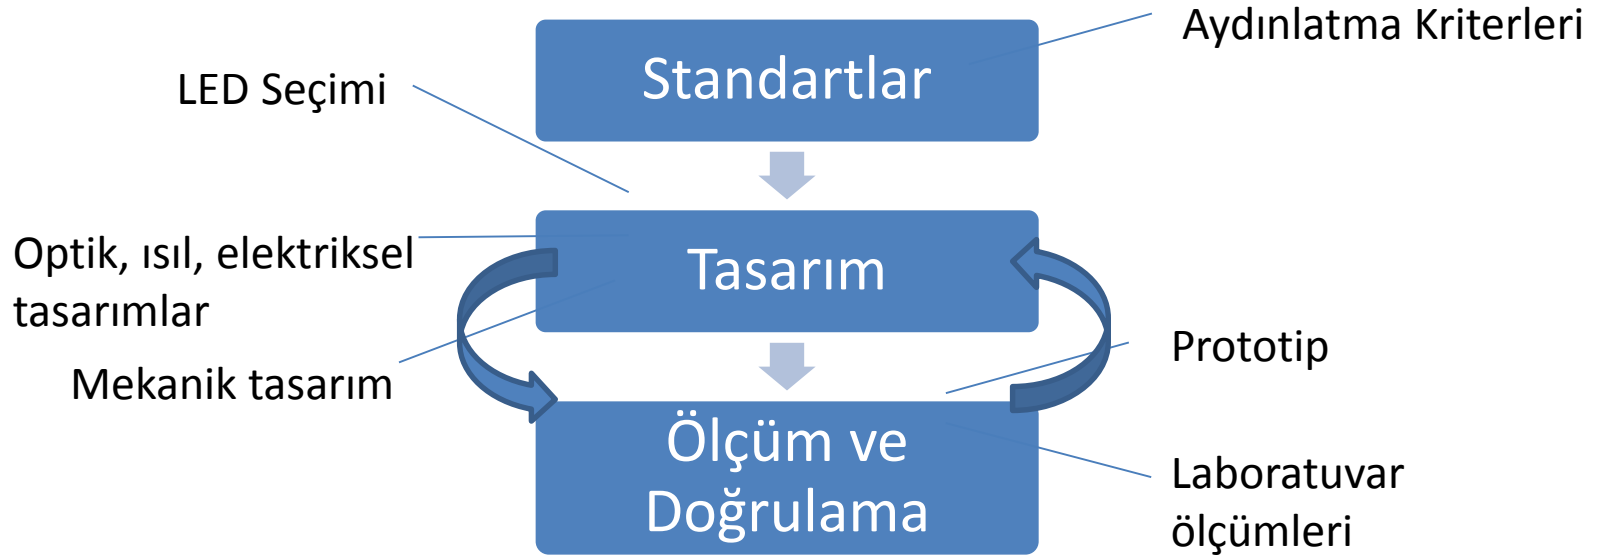 Aydınlatma Kriterleri
Standartlar
LED Seçimi
Optik, ısıl, elektriksel
tasarımlar
Tasarım
Mekanik tasarım
Prototip
Ölçüm ve
Doğrulama
Laboratuvar
ölçümleri